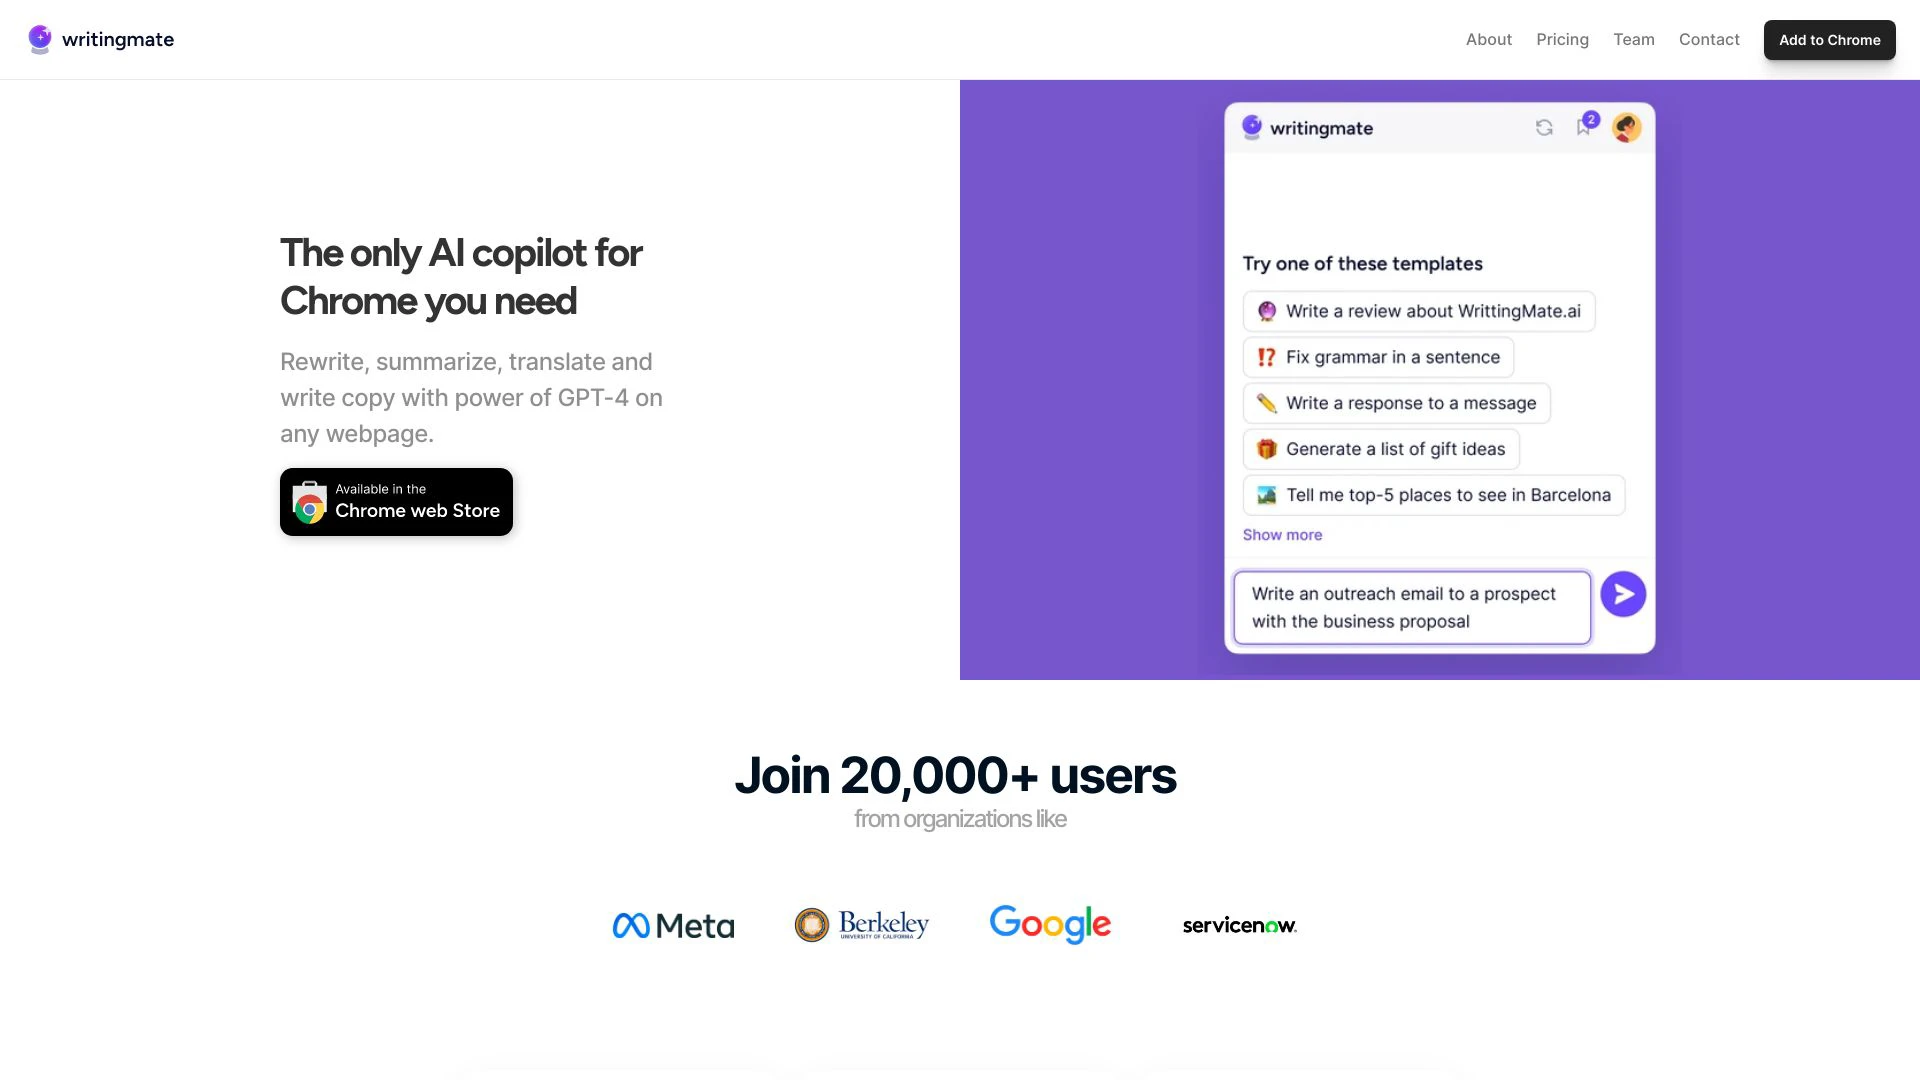 writingmate
About
Pricing
Team
Contact
Add to Chrome
The only AI copilot for
Chrome you need
Rewrite, summarize, translate and
write copy with power of GPT-4 on
any webpage.
Available in the
Chrome web Store
writingmate
2
Try one of these templates
Write a review about WrittingMate.ai
⁉️ Fix grammar in a sentence
Write a response to a message
Generate a list of gift ideas
Tell me top-5 places to see in Barcelona
Show more
Write an outreach email to a prospect
with the business proposal
Join 20,000+ users
from organizations like
Meta
Berkeley
UNIVERSITY OF CALIFORNIA
Google
servicenow.